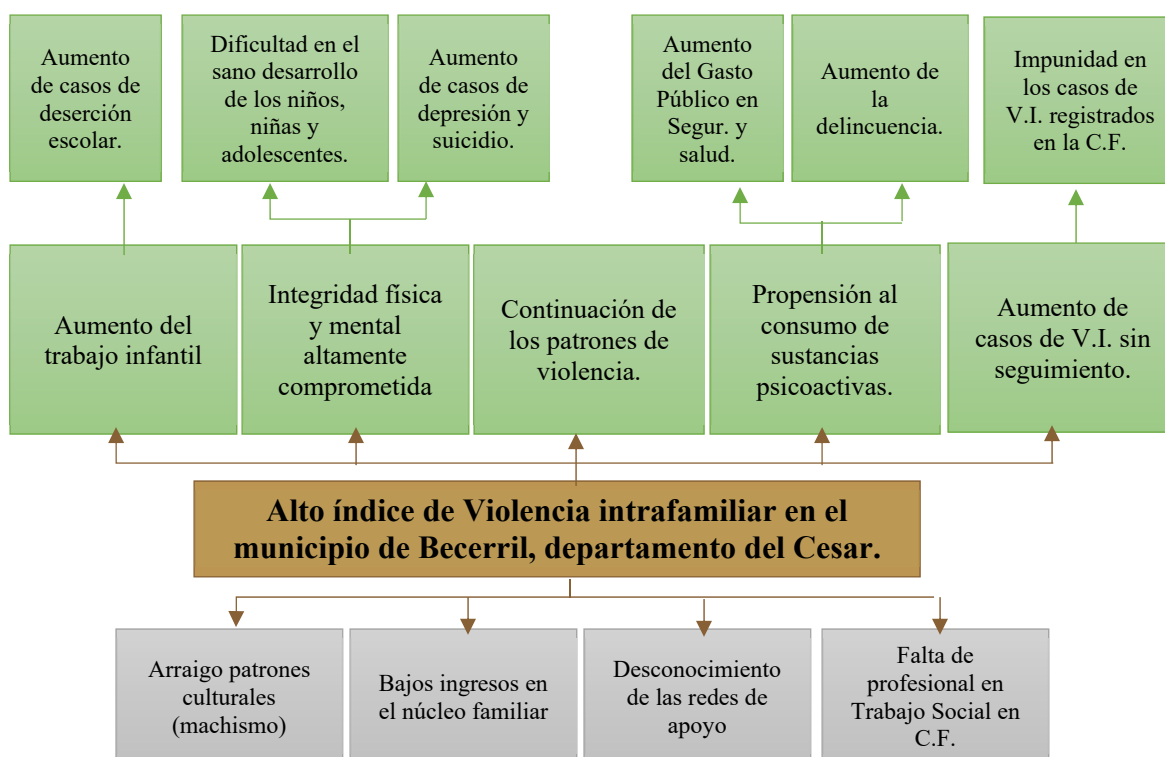 Aumento
de casos de
deserción
escolar.
Dificultad en el
sano desarrollo
de los niños,
niñas y
adolescentes.
Aumento
de casos de
depresión y
suicidio.
Aumento
del Gasto
Público en
Segur. y
salud.
Aumento de
la
delincuencia.
Impunidad en
los casos de
V.I. registrados
en la C.F.
Aumento del
trabajo infantil
Integridad física
y mental
altamente
comprometida
Continuación de
los patrones de
violencia.
Propensión al
consumo de
sustancias
psicoactivas.
Aumento de
casos de V.I. sin
seguimiento.
Alto índice de Violencia intrafamiliar en el
municipio de Becerril, departamento del Cesar.
Arraigo patrones
culturales
(machismo)
Bajos ingresos en
el núcleo familiar
Desconocimiento
de las redes de
apoyo
Falta de
profesional en
Trabajo Social en
C.F.